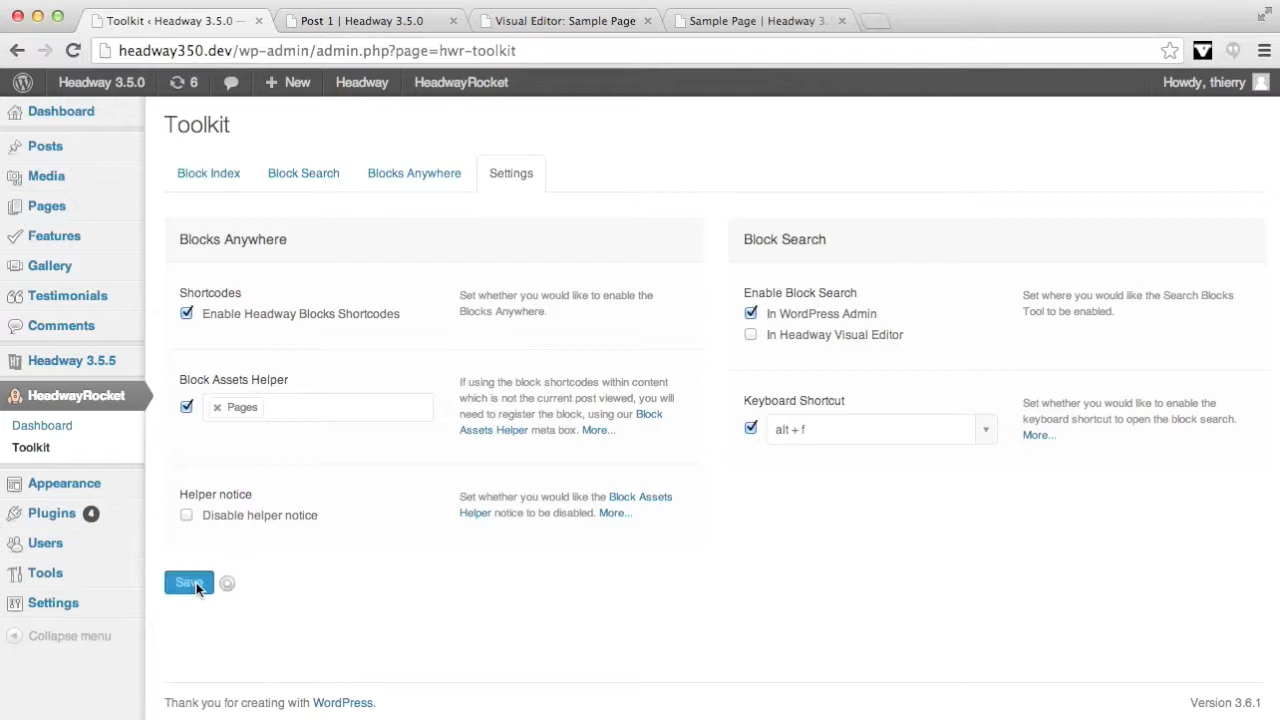 Toolkit ‹ Headway 3.5.0 —
Post 1 | Headway 3.5.0
Visual Editor: Sample Page
Sample Page | Headway 3.
headway350.dev/wp-admin/admin.php?page=hwr-toolkit
Headway 3.5.0
6
New
Headway
HeadwayRocket
Howdy, thierry
Dashboard
Posts
Media
Pages
Features
Gallery
Testimonials
Comments
Headway 3.5.5
HeadwayRocket
Dashboard
Toolkit
Appearance
Plugins 4
Users
Tools
Settings
Collapse menu
Toolkit
Block Index
Block Search
Blocks Anywhere
Settings
Blocks Anywhere
Shortcodes
Enable Headway Blocks Shortcodes
Set whether you would like to enable the
Blocks Anywhere.
Block Assets Helper
Pages
If using the block shortcodes within content
which is not the current post viewed, you will
need to register the block, using our Block
Assets Helper meta box. More...
Helper notice
Disable helper notice
Set whether you would like the Block Assets
Helper notice to be disabled. More...
Save
Block Search
Enable Block Search
In WordPress Admin
In Headway Visual Editor
Set where you would like the Search Blocks
Tool to be enabled.
Keyboard Shortcut
alt + f
Set whether you would like to enable the
keyboard shortcut to open the block search.
More...
Thank you for creating with WordPress.
Version 3.6.1